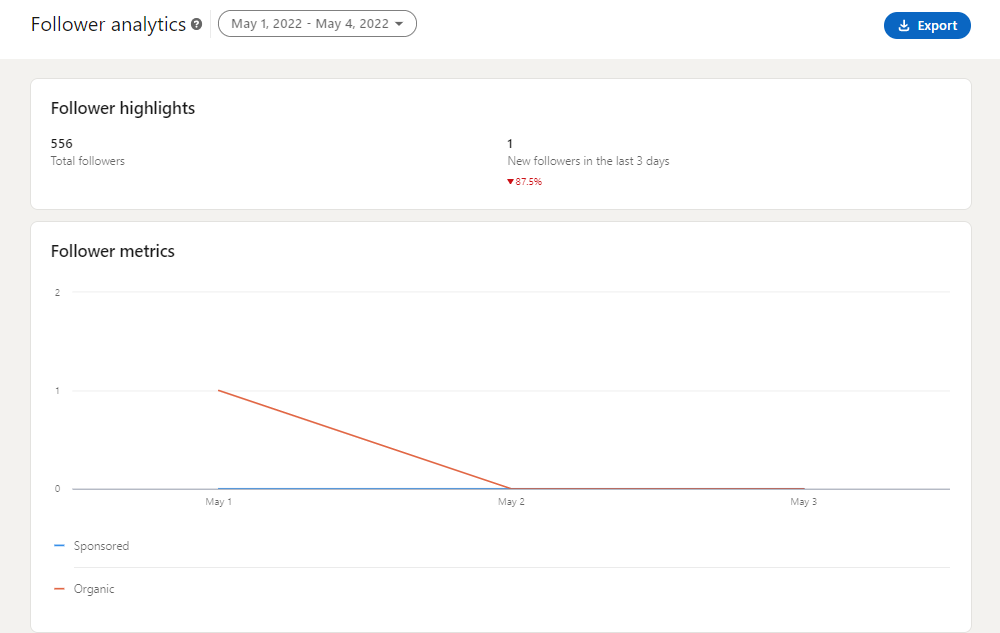 Follower analytics ?
May 1, 2022 - May 4, 2022
Export
Follower highlights
556
Total followers
1
New followers in the last 3 days
▼87.5%
Follower metrics
2
1
0
May 1 May 2 May 3
Sponsored
Organic